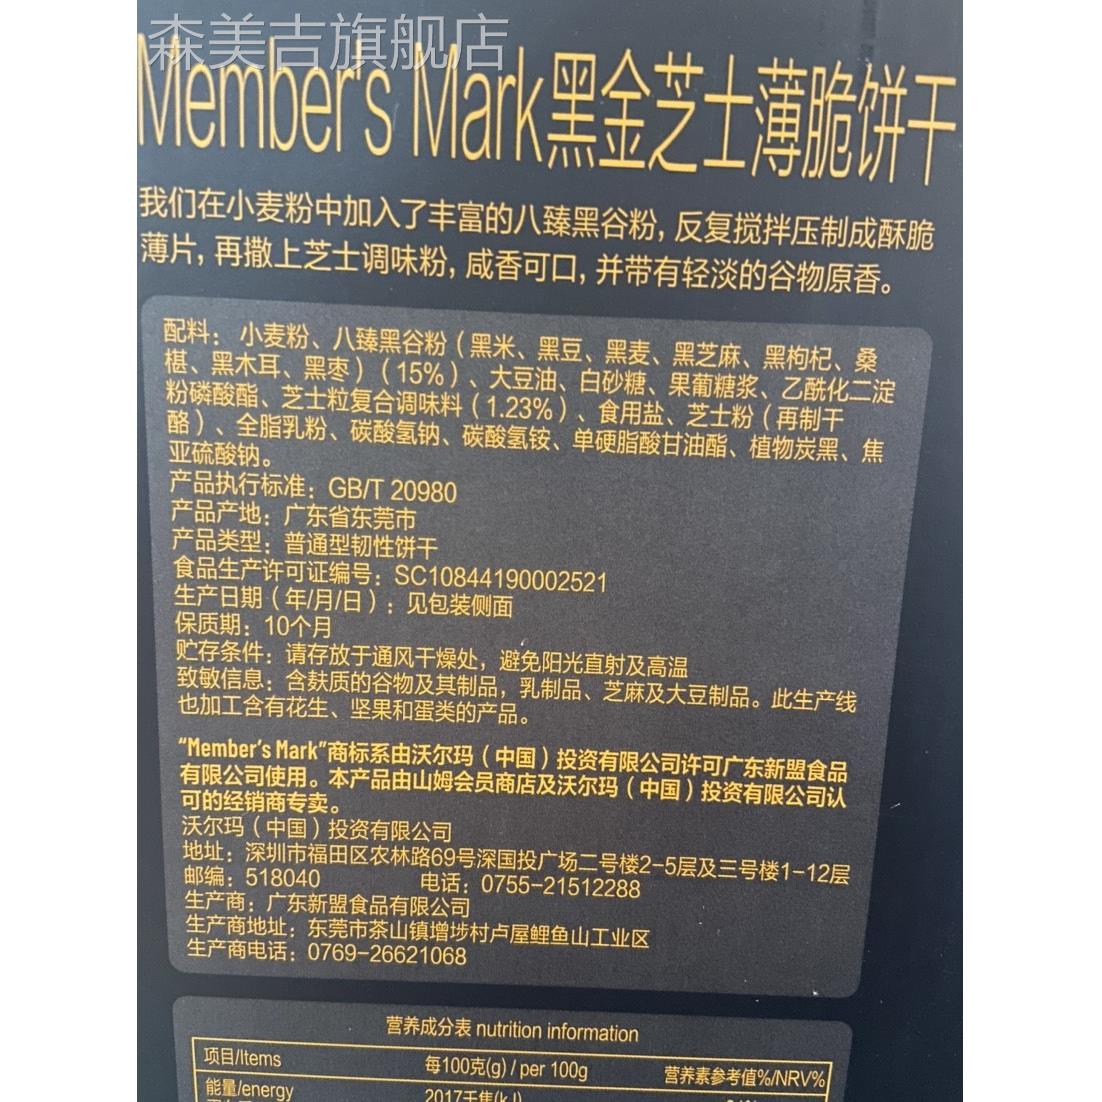 森美吉旗舰店
Member's Mark黑金芝士薄脆饼干
我们在小麦粉中加入了丰富的八臻黑谷粉, 反复搅拌压制成酥脆
薄片, 再撒上芝士调味粉, 咸香可口, 并带有轻淡的谷物原香。
配料： 小麦粉、八臻黑谷粉（黑米、黑豆、黑麦、黑芝麻、黑枸杞、桑
椹、黑木耳、黑枣）（15%）、大豆油、白砂糖、果葡糖浆、乙酰化二淀
粉磷酸酯、芝士粒复合调味料（1.23%）、食用盐、芝士粉（再制干
酪）、全脂乳粉、碳酸氢钠、碳酸氢铵、单硬脂酸甘油酯、植物炭黑、焦
亚硫酸钠。
产品执行标准：GB/T 20980
产品产地：广东省东莞市
产品类型：普通型韧性饼干
食品生产许可证编号：SC10844190002521
生产日期（年/月/日）：见包装侧面
保质期：10个月
贮存条件：请存放于通风干燥处，避免阳光直射及高温
致敏信息：含麸质的谷物及其制品，乳制品、芝麻及大豆制品。此生产线
也加工含有花生、坚果和蛋类的产品。
“Member's Mark”商标系由沃尔玛（中国）投资有限公司许可广东新盟食品
有限公司使用。本产品由山姆会员商店及沃尔玛（中国）投资有限公司认
可的经销商专卖。
沃尔玛（中国）投资有限公司
地址：深圳市福田区农林路69号深国投广场二号楼2-5层及三号楼1-12层
邮编：518040 电话：0755-21512288
生产商：广东新盟食品有限公司
生产商地址：东莞市茶山镇增埗村卢屋鲤鱼山工业区
生产商电话：0769-26621068
营养成分表 nutrition information
项目/Items 每100克(g) / per 100g 营养素参考值%/NRV%
能量/energy 2017千焦(kJ)